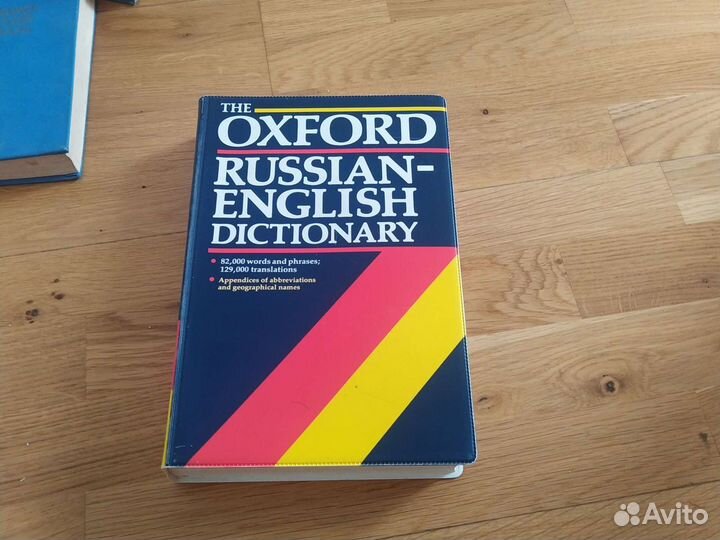 THE
OXFORD
RUSSIAN-
ENGLISH
DICTIONARY
• 82,000 words and phrases;
129,000 translations
• Appendices of abbreviations
and geographical names
Avito